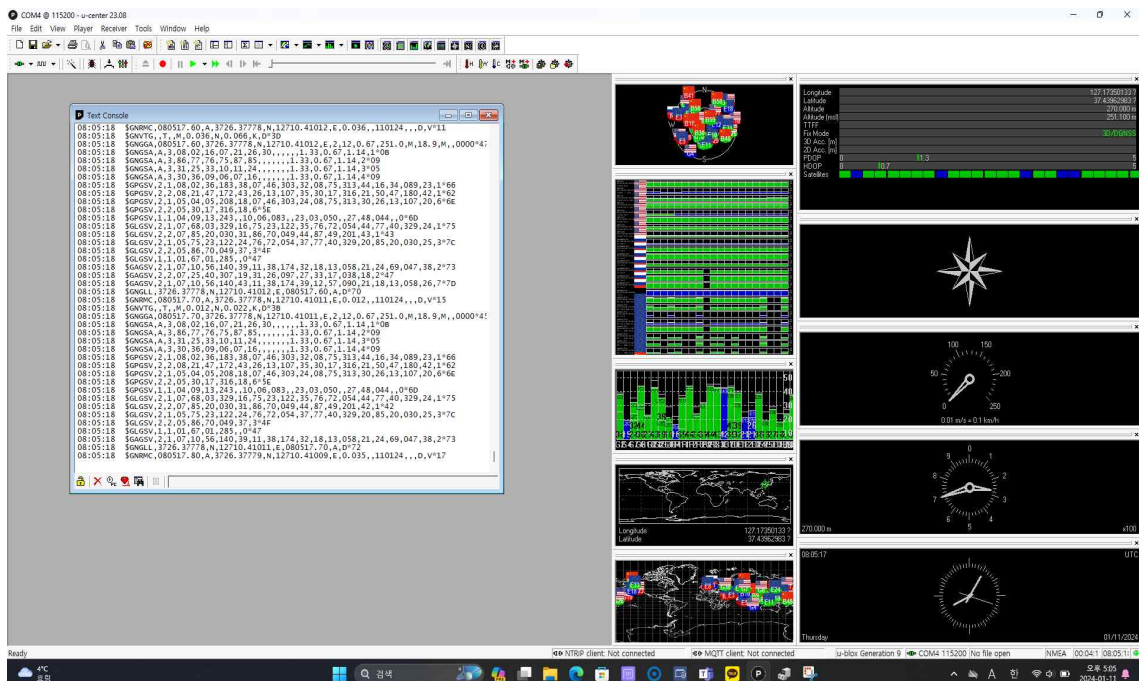 COM4 @ 115200 - u-center 23.08
File Edit View Player Receiver Tools Window Help
Text Console
08:05:18 $GNRMC,080517.60,A,3726.37778,N,12710.41012,E,0.036,,110124,,,D,V*11
08:05:18 $GNVTG,,T,,M,0.036,N,0.066,K,D*3D
08:05:18 $GNGGA,080517.60,3726.37778,N,12710.41012,E,2,12,0.67,251.0,M,18.9,M,,0000*47
08:05:18 $GNGSA,A,3,08,02,16,07,21,26,30,,,,,,1.33,0.67,1.14,1*0B
08:05:18 $GNGSA,A,3,86,77,76,75,87,85,,,,,,,1.33,0.67,1.14,2*09
08:05:18 $GNGSA,A,3,31,25,33,10,11,24,,,,,,,1.33,0.67,1.14,3*05
08:05:18 $GNGSA,A,3,30,36,09,06,07,16,,,,,,,1.33,0.67,1.14,4*09
08:05:18 $GPGSV,2,1,08,02,36,183,38,07,46,303,32,08,75,313,44,16,34,089,23,1*66
08:05:18 $GPGSV,2,2,08,21,47,172,43,26,13,107,35,30,17,316,21,50,47,180,42,1*62
08:05:18 $GPGSV,2,1,05,04,05,208,38,07,46,303,24,08,75,313,30,26,13,107,20,6*6E
08:05:18 $GPGSV,2,2,05,30,17,316,18,6*5E
08:05:18 $GPGSV,1,1,04,09,13,243,,10,06,083,,23,03,050,,27,48,044,,0*6D
08:05:18 $GLGSV,2,1,07,68,03,329,16,75,23,122,35,76,72,054,44,77,40,329,24,1*75
08:05:18 $GLGSV,2,2,07,85,20,030,31,86,70,049,44,87,49,201,43,1*43
08:05:18 $GLGSV,2,1,05,75,23,122,24,76,72,054,37,77,40,329,20,85,20,030,25,3*7C
08:05:18 $GLGSV,2,2,05,86,70,049,37,3*4F
08:05:18 $GLGSV,1,1,01,67,01,285,,0*47
08:05:18 $GAGSV,2,1,07,10,56,140,39,11,38,174,32,18,13,058,21,24,69,047,38,2*73
08:05:18 $GAGSV,2,2,07,25,40,307,19,31,26,097,27,33,17,038,18,2*47
08:05:18 $GAGSV,2,1,07,10,56,140,43,11,38,174,39,12,57,090,21,18,13,058,26,7*7D
08:05:18 $GNGLL,3726.37778,N,12710.41012,E,080517.60,A,D*70
08:05:18 $GNRMC,080517.70,A,3726.37778,N,12710.41011,E,0.012,,110124,,,D,V*15
08:05:18 $GNVTG,,T,,M,0.012,N,0.022,K,D*3B
08:05:18 $GNGGA,080517.70,3726.37778,N,12710.41011,E,2,12,0.67,251.0,M,18.9,M,,0000*45
08:05:18 $GNGSA,A,3,08,02,16,07,21,26,30,,,,,,1.33,0.67,1.14,1*0B
08:05:18 $GNGSA,A,3,86,77,76,75,87,85,,,,,,,1.33,0.67,1.14,2*09
08:05:18 $GNGSA,A,3,31,25,33,10,11,24,,,,,,,1.33,0.67,1.14,3*05
08:05:18 $GNGSA,A,3,30,36,09,06,07,16,,,,,,,1.33,0.67,1.14,4*09
08:05:18 $GPGSV,2,1,08,02,36,183,38,07,46,303,32,08,75,313,44,16,34,089,23,1*66
08:05:18 $GPGSV,2,2,08,21,47,172,43,26,13,107,35,30,17,316,21,50,47,180,42,1*62
08:05:18 $GPGSV,2,1,05,04,05,208,38,07,46,303,24,08,75,313,30,26,13,107,20,6*6E
08:05:18 $GPGSV,2,2,05,30,17,316,18,6*5E
08:05:18 $GPGSV,1,1,04,09,13,243,,10,06,083,,23,03,050,,27,48,044,,0*6D
08:05:18 $GLGSV,2,1,07,68,03,329,16,75,23,122,35,76,72,054,44,77,40,329,24,1*75
08:05:18 $GLGSV,2,2,07,85,20,030,31,86,70,049,44,87,49,201,42,1*42
08:05:18 $GLGSV,2,1,05,75,23,122,24,76,72,054,37,77,40,329,20,85,20,030,25,3*7C
08:05:18 $GLGSV,2,2,05,86,70,049,37,3*4F
08:05:18 $GLGSV,1,1,01,67,01,285,,0*47
08:05:18 $GAGSV,2,1,07,10,56,140,39,11,38,174,32,18,13,058,21,24,69,047,38,2*73
08:05:18 $GNGLL,3726.37778,N,12710.41011,E,080517.70,A,D*72
08:05:18 $GNRMC,080517.80,A,3726.37779,N,12710.41009,E,0.035,,110124,,,D,V*17
N
W
S
50
40
30
20
10
Longitude 127.17350133 ?
Latitude 37.43962983 ?
Longitude 127.17350133 ?
Latitude 37.43962983 ?
Altitude 270.000 m
Altitude (msl) 251.100 m
TTFF
Fix Mode 3D/DGNSS
3D Acc. [m]
2D Acc. [m]
PDOP 0 1.3 5
HDOP 0 0.7 5
Satellites
100 150
50 200
0 250
0.01 m/s = 0.1 km/h
0
9 1
8 2
7 3
6 4
5
270.000 m x100
08:05:17 UTC
Thursday 01/11/2024
Ready
NTRIP client: Not connected
MQTT client: Not connected
u-blox Generation 9
COM4 115200
No file open
NMEA
00:04:1
08:05:1
4°C
흐림
검색
A 한
오후 5:05
2024-01-11